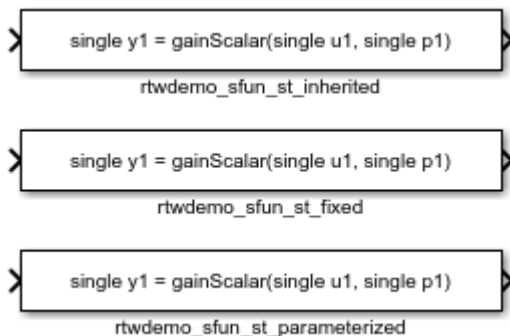 single y1 = gainScalar(single u1, single p1)
rtwdemo_sfun_st_inherited
single y1 = gainScalar(single u1, single p1)
rtwdemo_sfun_st_fixed
single y1 = gainScalar(single u1, single p1)
rtwdemo_sfun_st_parameterized